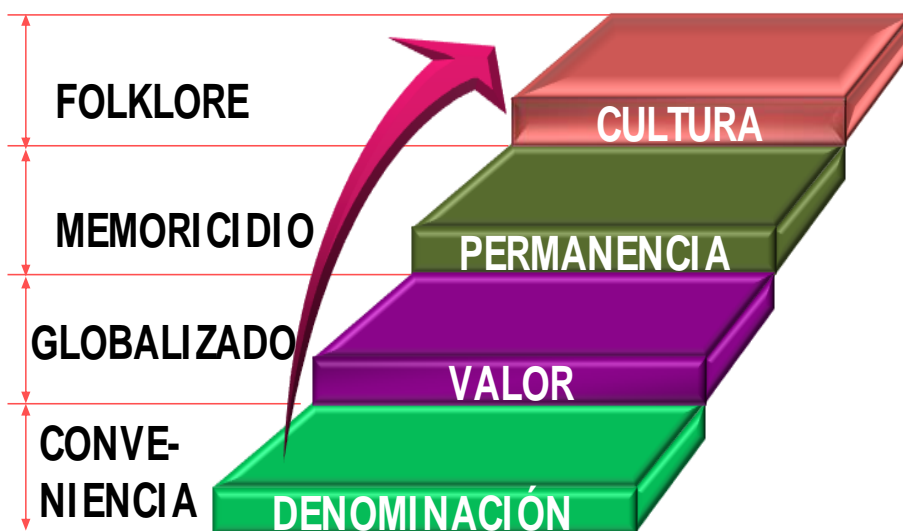 FOLKLORE
CULTURA
MEMORICIDIO
PERMANENCIA
GLOBALIZADO
VALOR
CONVE-
NIENCIA
DENOMINACIÓN